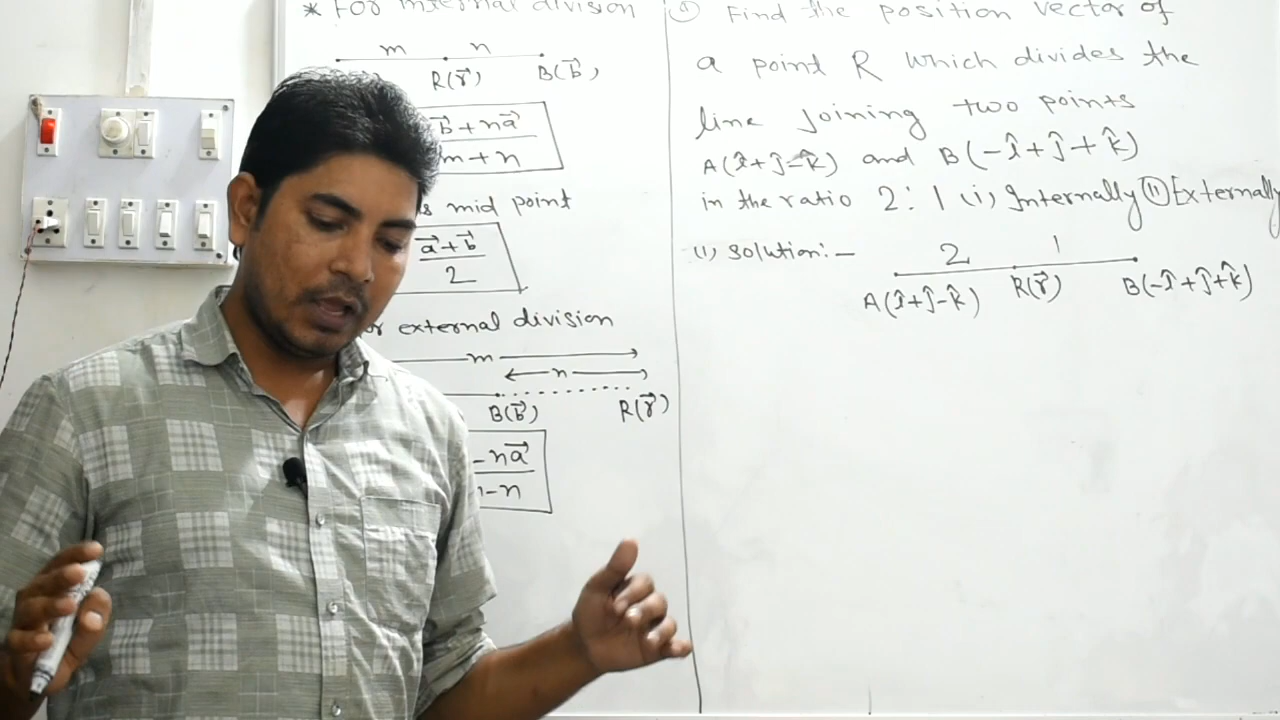 * For internal division
m n
R(r⃗) B(b⃗)
b⃗ + na⃗
m+n
mid point
a⃗+b⃗
2
external division
m
n
B(b⃗) R(r⃗)
-na⃗
-n
① Find the position vector of
a point R which divides the
line joining two points
A(î+ĵ-k̂) and B(-î+ĵ+k̂)
in the ratio 2:1 (i) Internally (ii) Externally
(i) Solution:-
2 1
A(î+ĵ-k̂) R(r⃗) B(-î+ĵ+k̂)